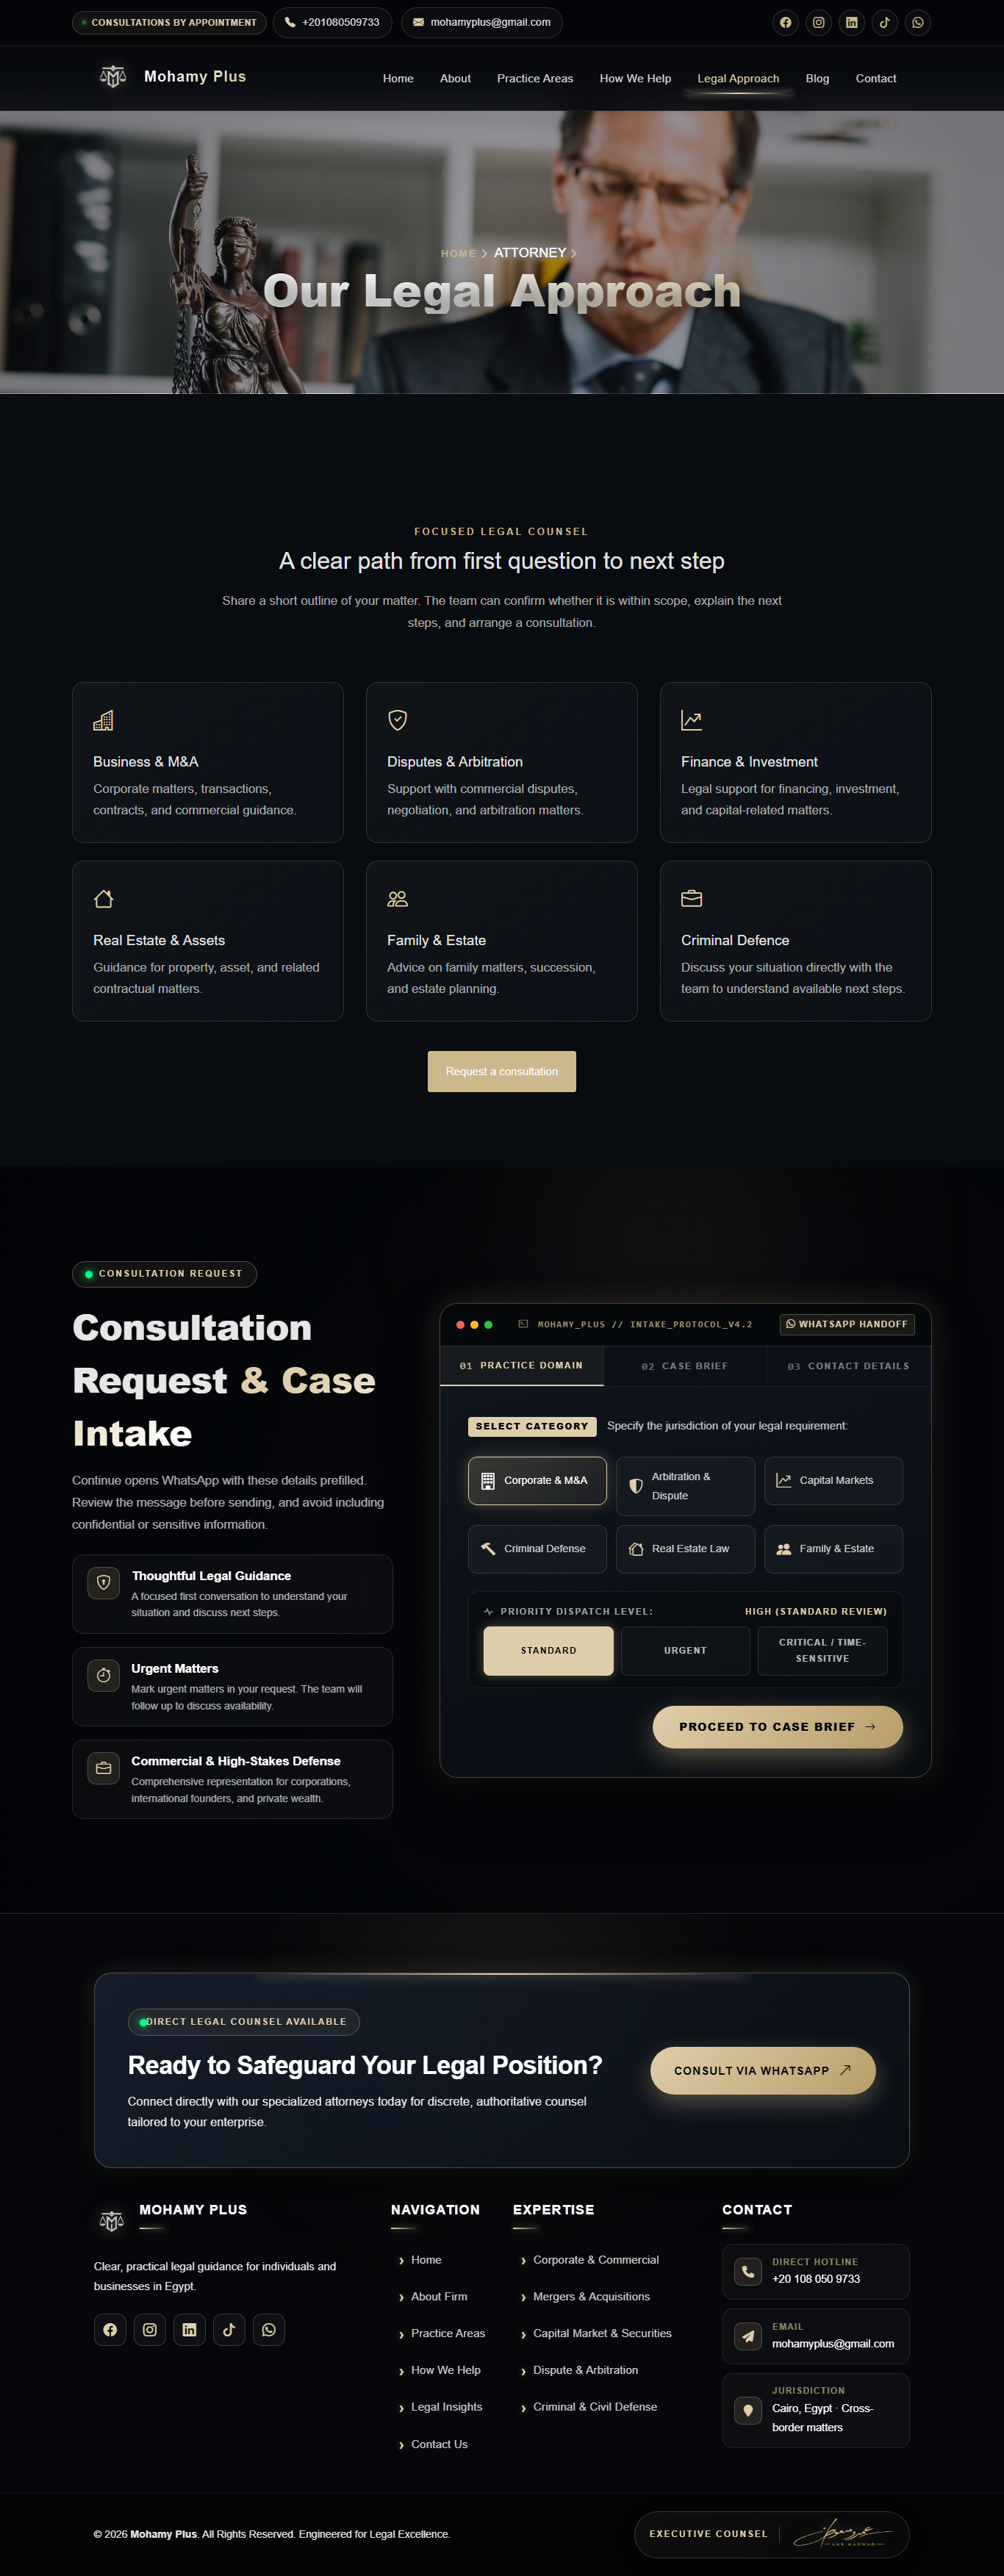 CONSULTATIONS BY APPOINTMENT
+201080509733
mohamyplus@gmail.com
Mohamy Plus
Home
About
Practice Areas
How We Help
Legal Approach
Blog
Contact
HOME > ATTORNEY >
Our Legal Approach
FOCUSED LEGAL COUNSEL
A clear path from first question to next step
Share a short outline of your matter. The team can confirm whether it is within scope, explain the next
steps, and arrange a consultation.
Business & M&A
Corporate matters, transactions,
contracts, and commercial guidance.
Disputes & Arbitration
Support with commercial disputes,
negotiation, and arbitration matters.
Finance & Investment
Legal support for financing, investment,
and capital-related matters.
Real Estate & Assets
Guidance for property, asset, and related
contractual matters.
Family & Estate
Advice on family matters, succession,
and estate planning.
Criminal Defence
Discuss your situation directly with the
team to understand available next steps.
Request a consultation
CONSULTATION REQUEST
Consultation
Request & Case
Intake
Continue opens WhatsApp with these details prefilled.
Review the message before sending, and avoid including
confidential or sensitive information.
Thoughtful Legal Guidance
A focused first conversation to understand your
situation and discuss next steps.
Urgent Matters
Mark urgent matters in your request. The team will
follow up to discuss availability.
Commercial & High-Stakes Defense
Comprehensive representation for corporations,
international founders, and private wealth.
MOHAMY_PLUS // INTAKE_PROTOCOL_V4.2
WHATSAPP HANDOFF
01 PRACTICE DOMAIN
02 CASE BRIEF
03 CONTACT DETAILS
SELECT CATEGORY Specify the jurisdiction of your legal requirement:
Corporate & M&A
Arbitration &
Dispute
Capital Markets
Criminal Defense
Real Estate Law
Family & Estate
PRIORITY DISPATCH LEVEL:
HIGH (STANDARD REVIEW)
STANDARD
URGENT
CRITICAL / TIME-
SENSITIVE
PROCEED TO CASE BRIEF →
DIRECT LEGAL COUNSEL AVAILABLE
Ready to Safeguard Your Legal Position?
Connect directly with our specialized attorneys today for discrete, authoritative counsel
tailored to your enterprise.
CONSULT VIA WHATSAPP
MOHAMY PLUS
Clear, practical legal guidance for individuals and
businesses in Egypt.
NAVIGATION
Home
About Firm
Practice Areas
How We Help
Legal Insights
Contact Us
EXPERTISE
Corporate & Commercial
Mergers & Acquisitions
Capital Market & Securities
Dispute & Arbitration
Criminal & Civil Defense
CONTACT
DIRECT HOTLINE
+20 108 050 9733
EMAIL
mohamyplus@gmail.com
JURISDICTION
Cairo, Egypt · Cross-
border matters
© 2026 Mohamy Plus. All Rights Reserved. Engineered for Legal Excellence.
EXECUTIVE COUNSEL